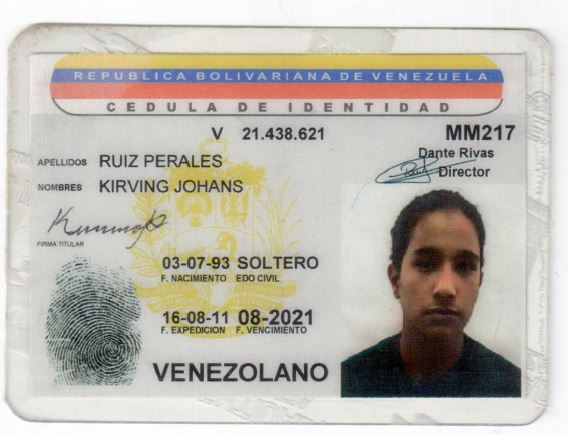 REPUBLICA BOLIVARIANA DE VENEZUELA
CEDULA DE IDENTIDAD
V 21.438.621 MM217
Dante Rivas
Director
APELLIDOS RUIZ PERALES
NOMBRES KIRVING JOHANS
FIRMA TITULAR
03-07-93 SOLTERO
F. NACIMIENTO EDO CIVIL
16-08-11 08-2021
F. EXPEDICION F. VENCIMIENTO
VENEZOLANO